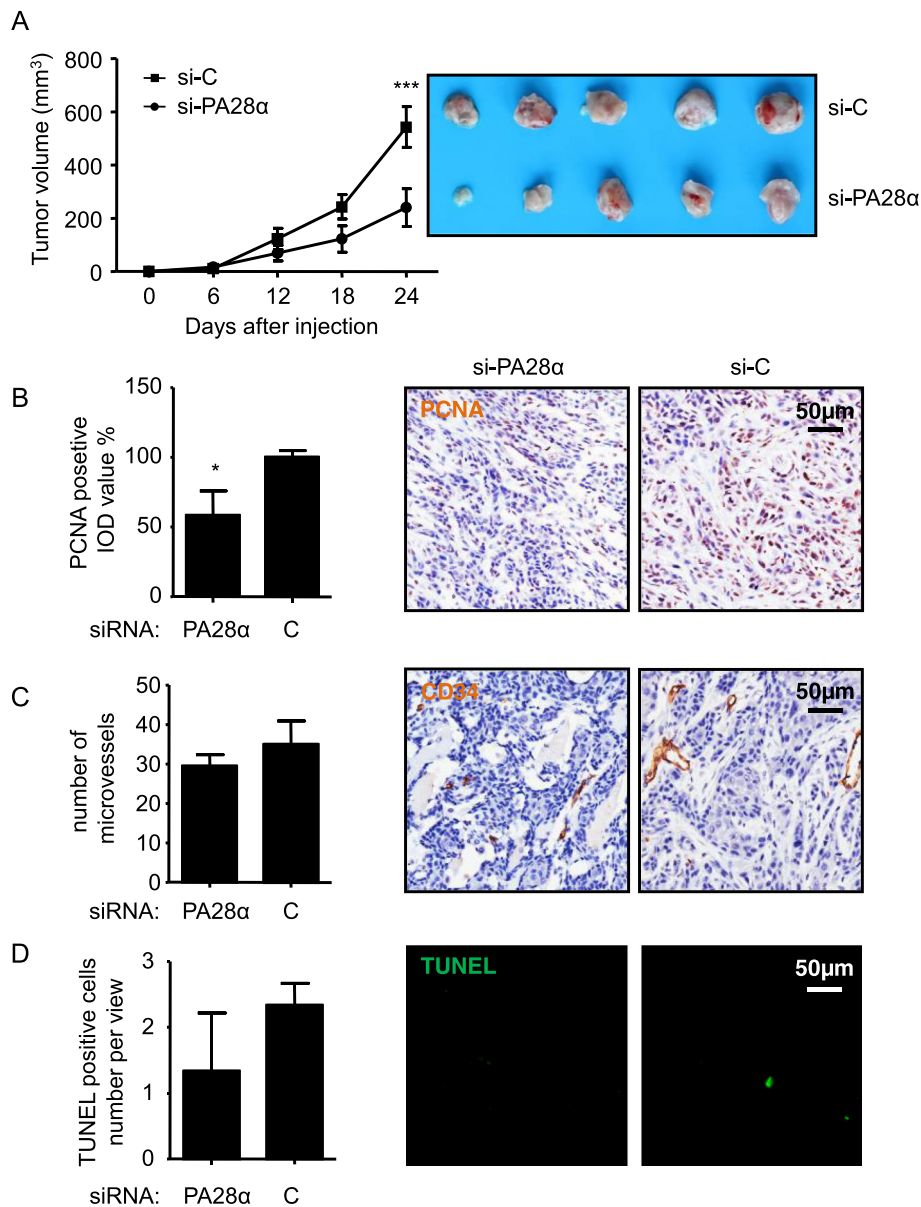 A
Tumor volume (mm³)
800
600
400
200
0
si-C
si-PA28α
***
0 6 12 18 24
Days after injection
si-C
si-PA28α
B
PCNA posetive
IOD value %
150
100
50
0
*
siRNA: PA28α C
si-PA28α si-C
PCNA
50μm
C
number of
microvessels
50
40
30
20
10
0
siRNA: PA28α C
CD34
50μm
D
TUNEL positive cells
number per view
3
2
1
0
siRNA: PA28α C
TUNEL
50μm